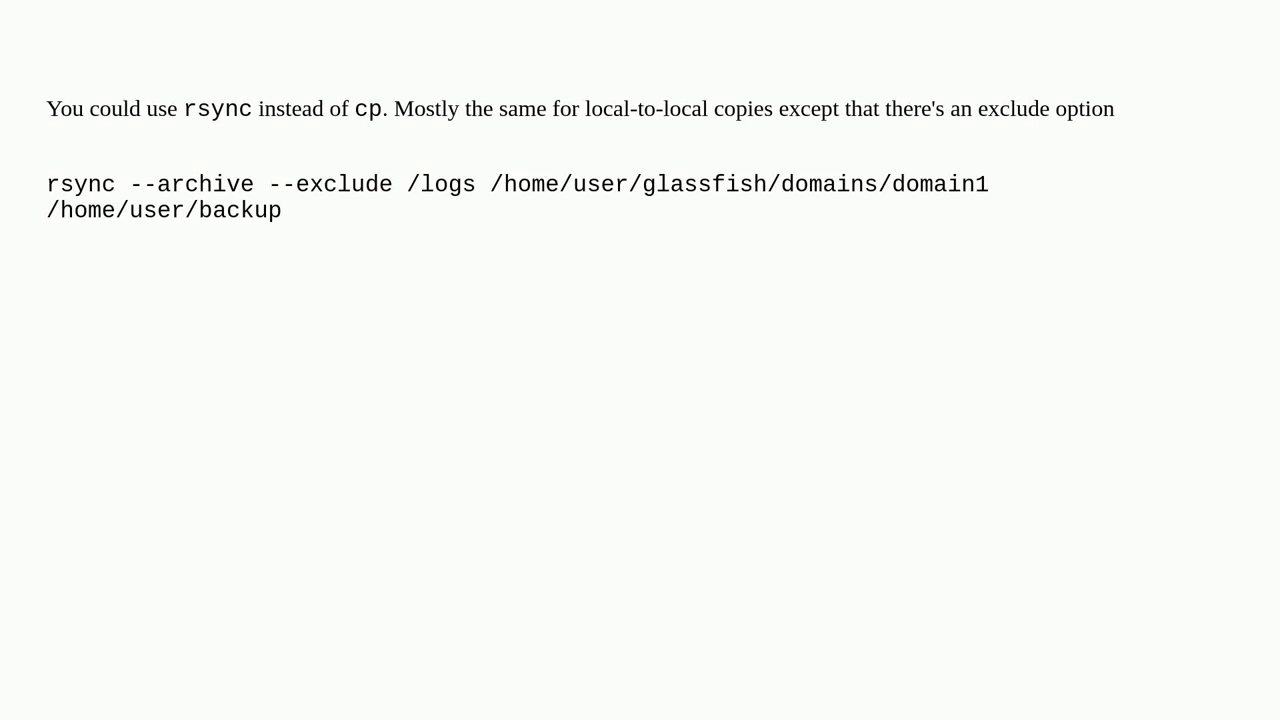 You could use rsync instead of cp. Mostly the same for local-to-local copies except that there's an exclude option
rsync --archive --exclude /logs /home/user/glassfish/domains/domain1
/home/user/backup